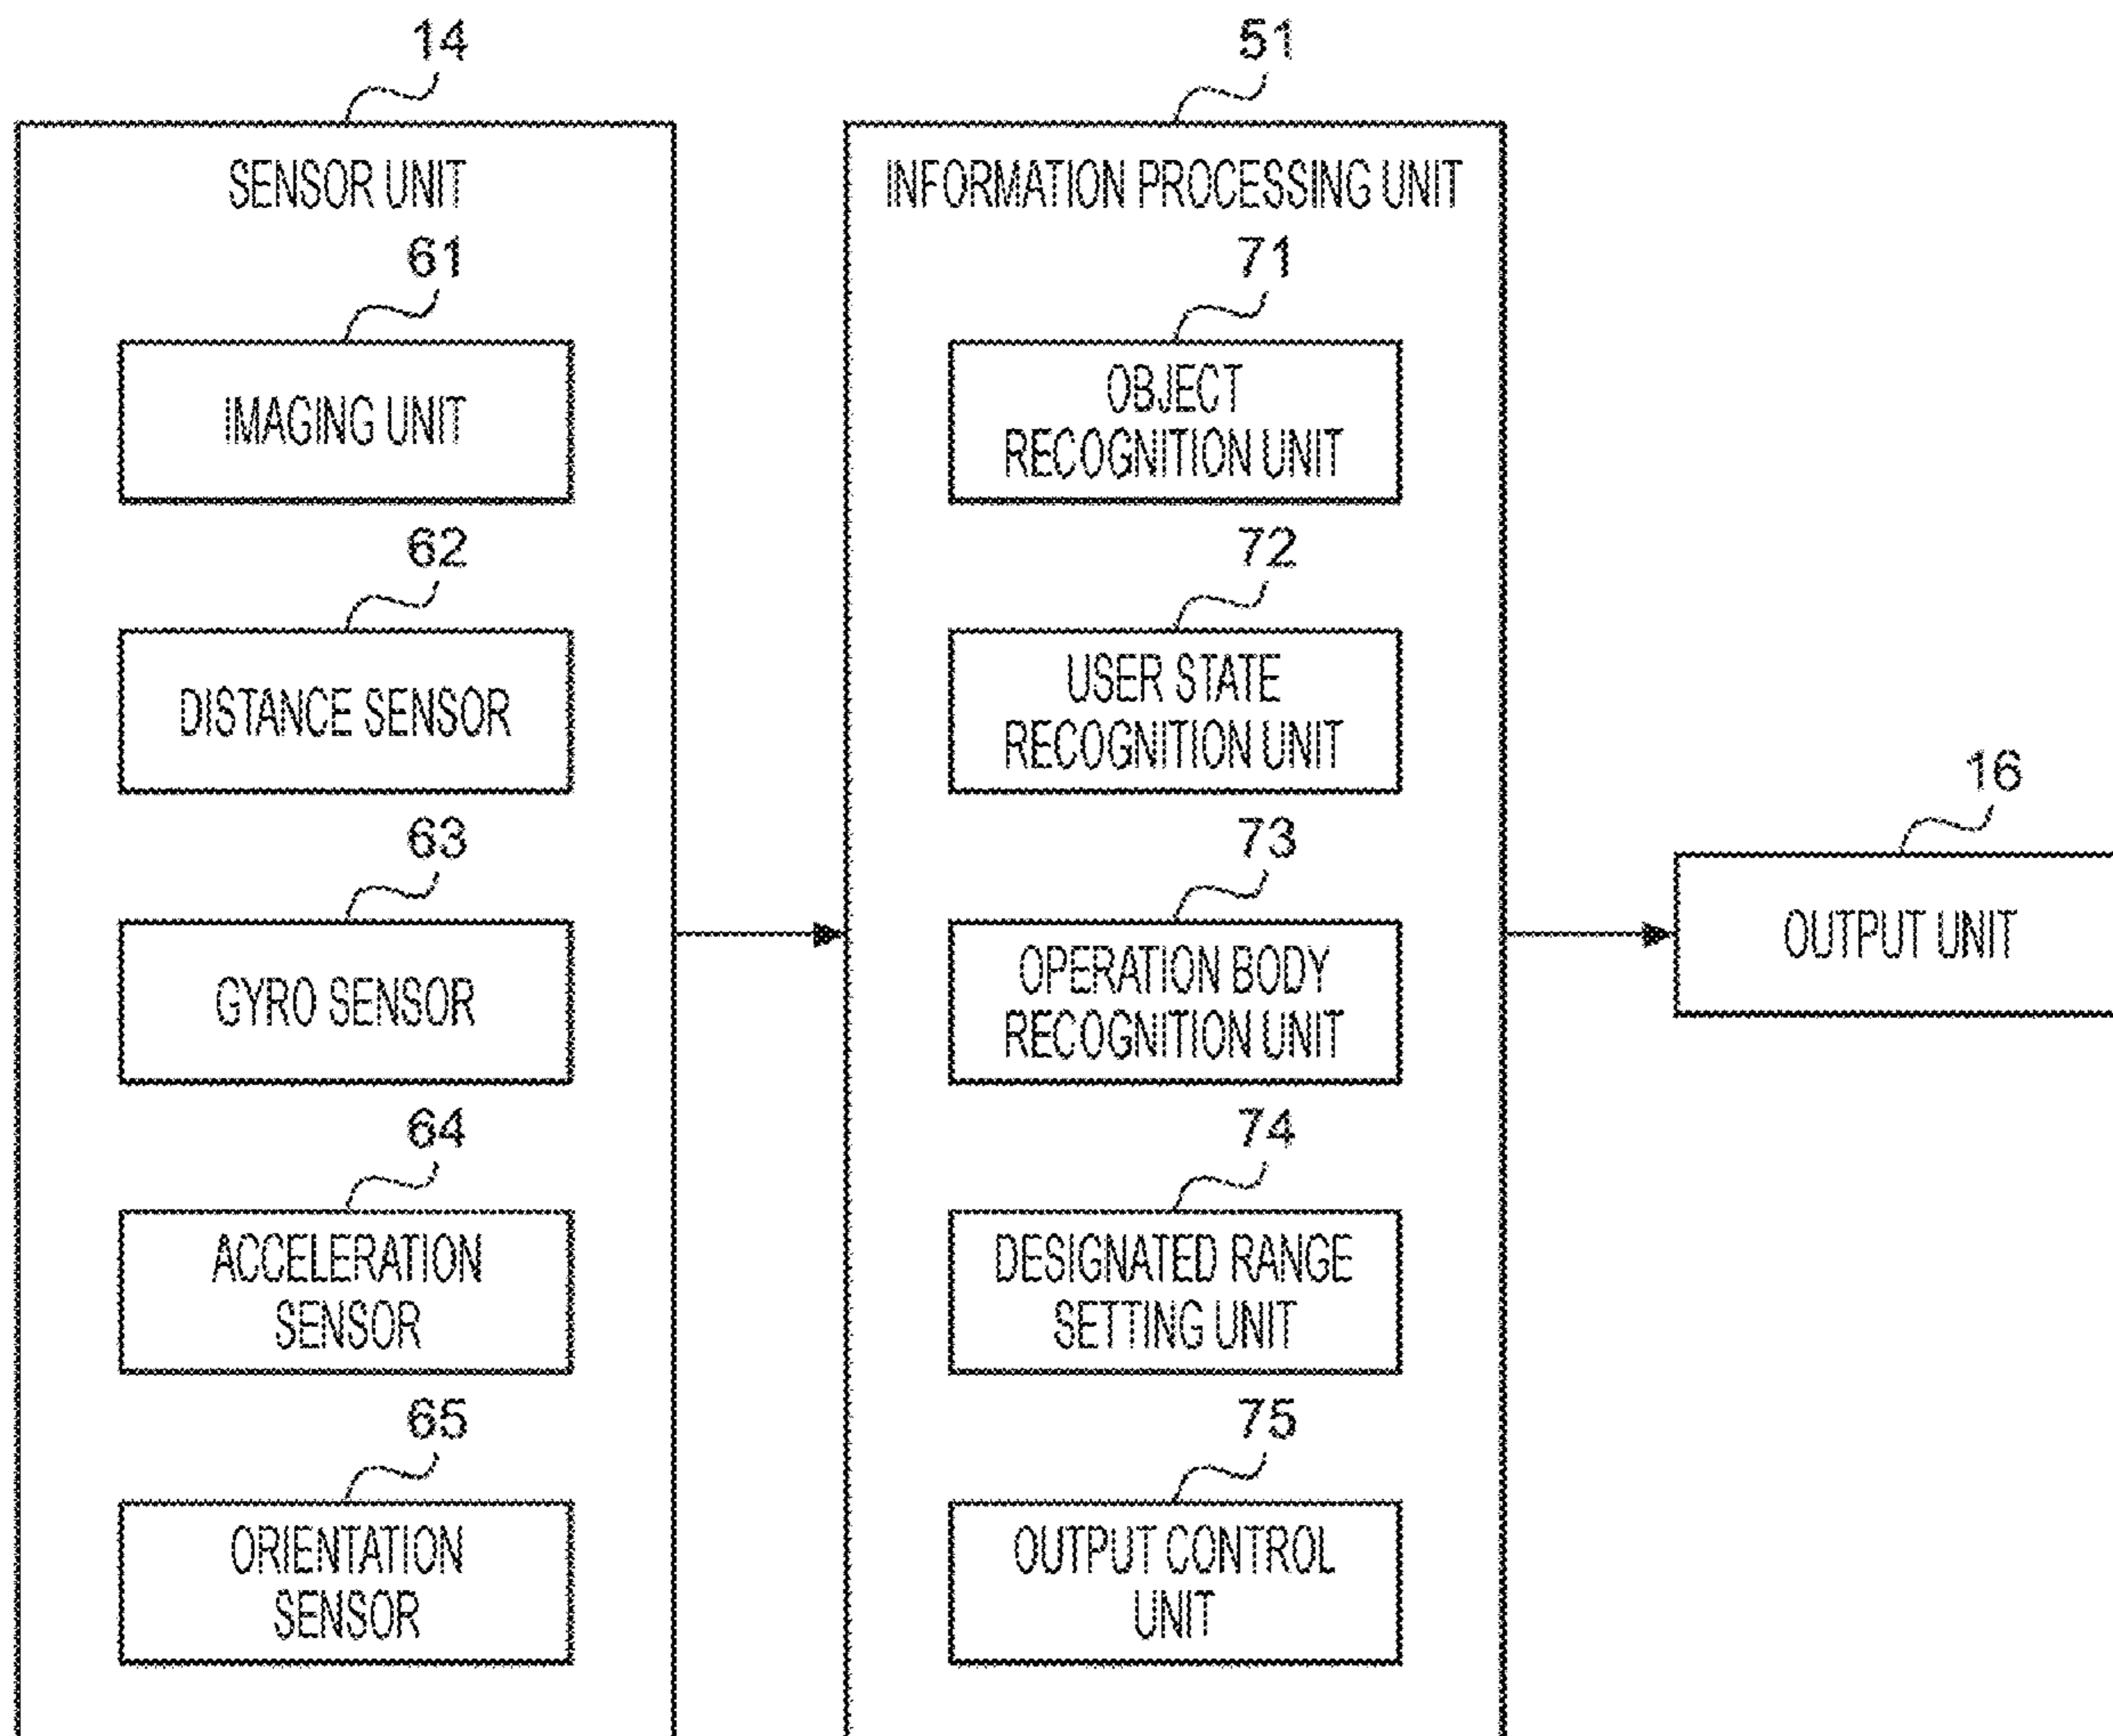 14
SENSOR UNIT
61
IMAGING UNIT
62
DISTANCE SENSOR
63
GYRO SENSOR
64
ACCELERATION
SENSOR
65
ORIENTATION
SENSOR
51
INFORMATION PROCESSING UNIT
71
OBJECT
RECOGNITION UNIT
72
USER STATE
RECOGNITION UNIT
73
OPERATION BODY
RECOGNITION UNIT
74
DESIGNATED RANGE
SETTING UNIT
75
OUTPUT CONTROL
UNIT
16
OUTPUT UNIT